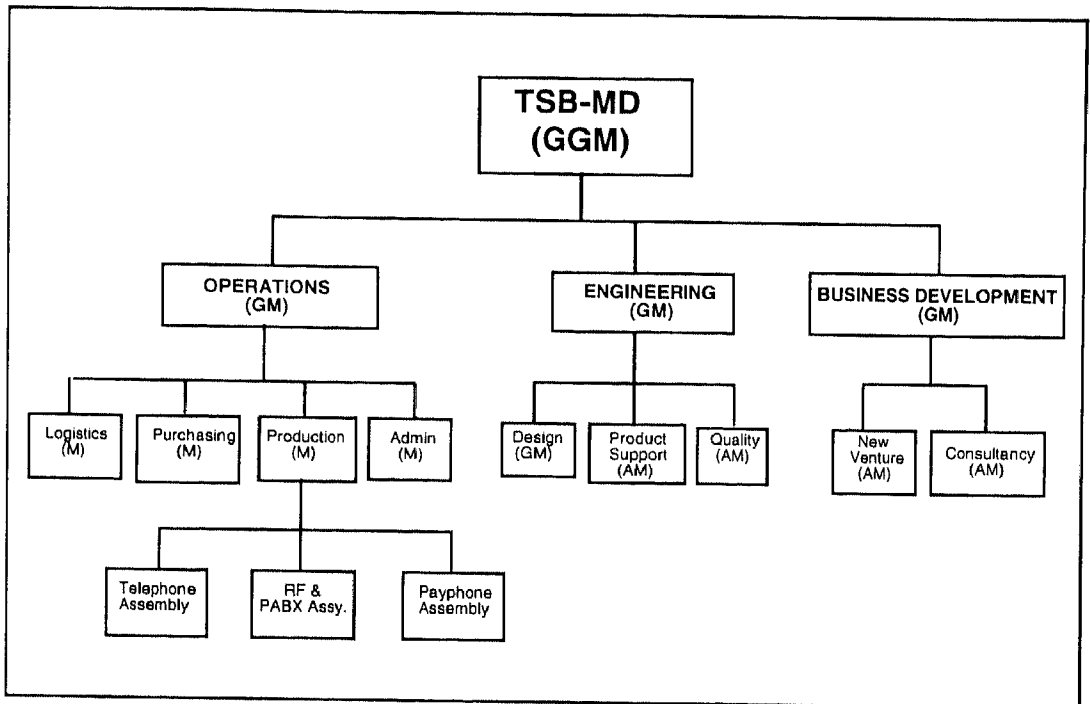 TSB-MD
(GGM)
OPERATIONS
(GM)
ENGINEERING
(GM)
BUSINESS DEVELOPMENT
(GM)
Logistics
(M)
Purchasing
(M)
Production
(M)
Admin
(M)
Design
(GM)
Product
Support
(AM)
Quality
(AM)
New
Venture
(AM)
Consultancy
(AM)
Telephone
Assembly
RF &
PABX Assy.
Payphone
Assembly